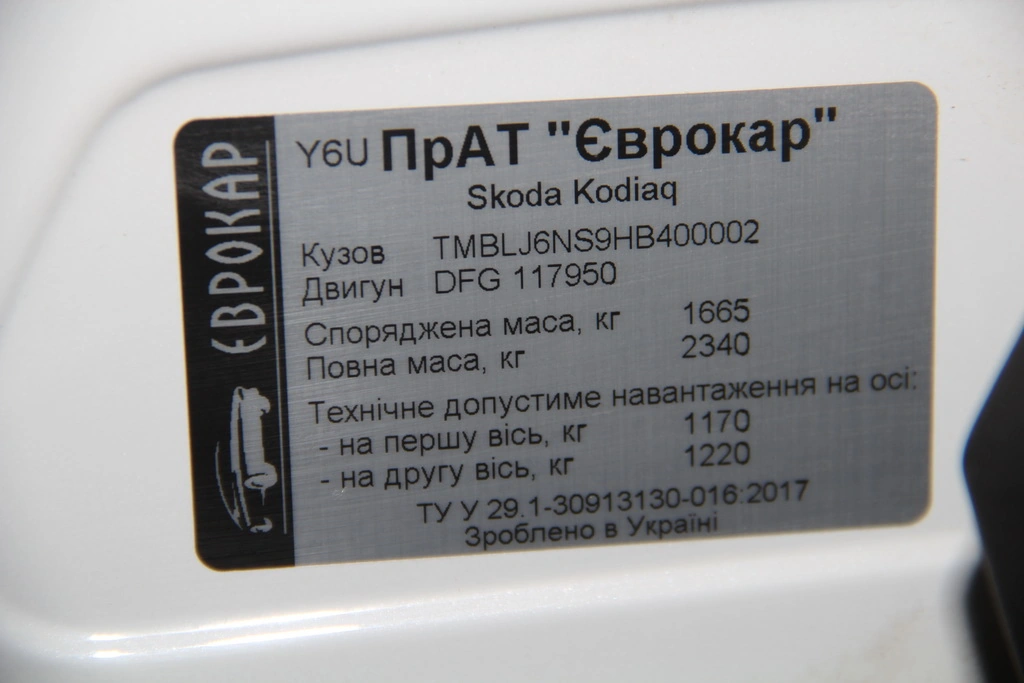 ЄВРОКАР
Y6U ПрАТ "Єврокар"
Skoda Kodiaq
Кузов TMBLJ6NS9HB400002
Двигун DFG 117950
Споряджена маса, кг 1665
Повна маса, кг 2340
Технічне допустиме навантаження на осі:
- на першу вісь, кг 1170
- на другу вісь, кг 1220
ТУ У 29.1-30913130-016:2017
Зроблено в Україні